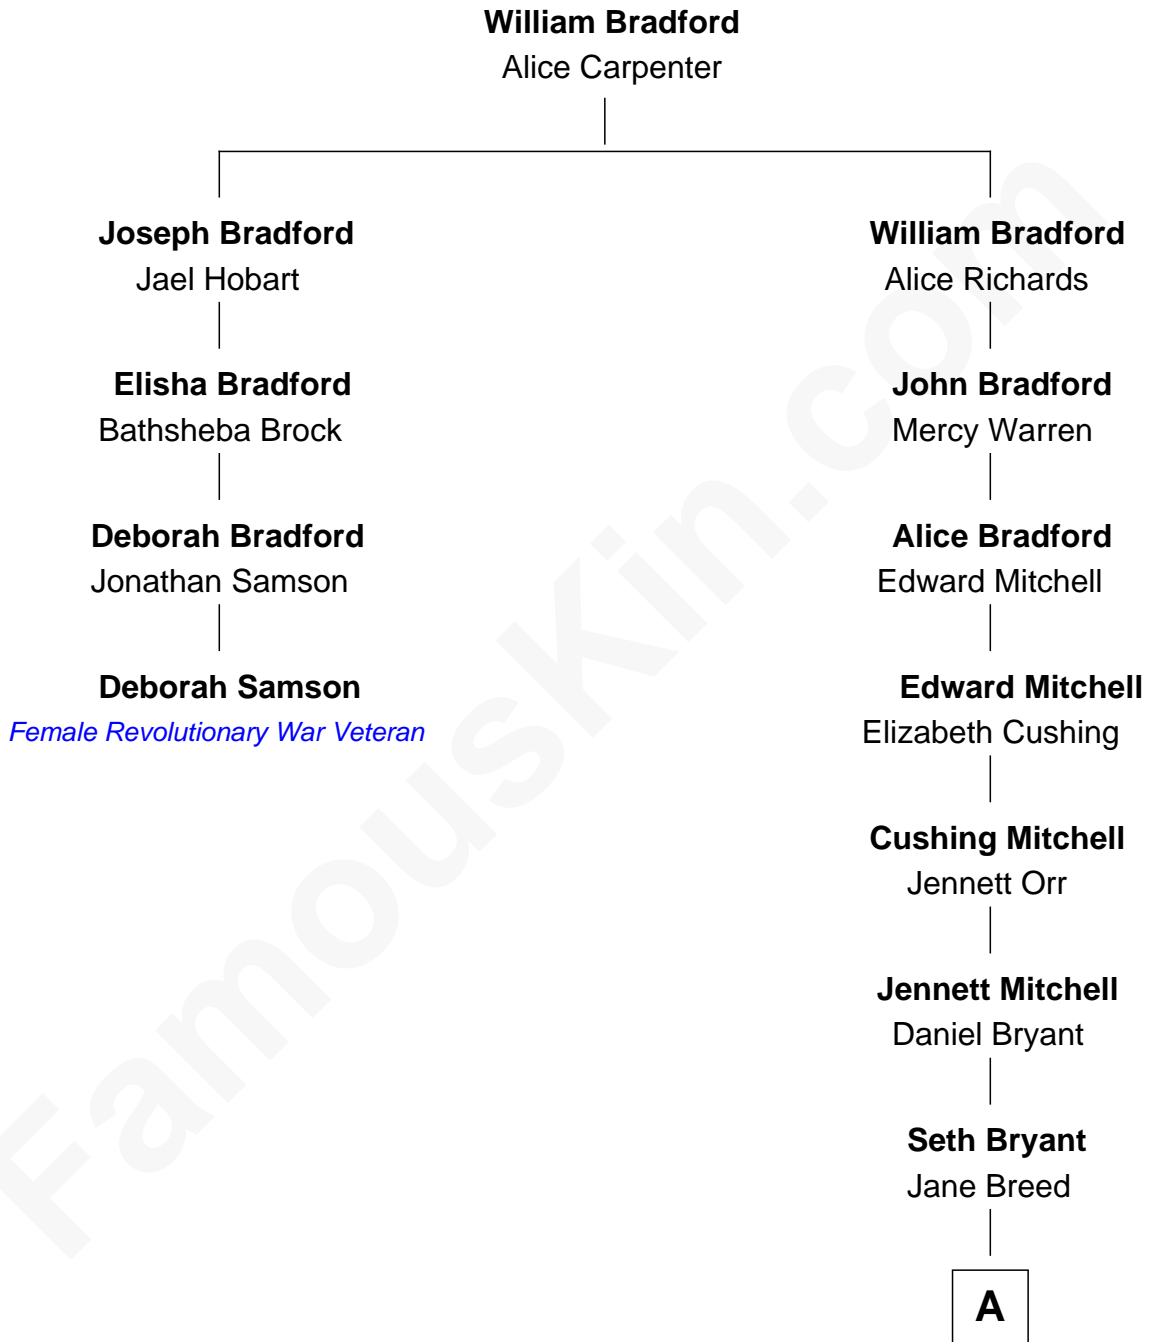 William Bradford
Alice Carpenter
Joseph Bradford
Jael Hobart
William Bradford
Alice Richards
Elisha Bradford
Bathsheba Brock
John Bradford
Mercy Warren
Deborah Bradford
Jonathan Samson
Alice Bradford
Edward Mitchell
Deborah Samson
Female Revolutionary War Veteran
Edward Mitchell
Elizabeth Cushing
Cushing Mitchell
Jennett Orr
Jennett Mitchell
Daniel Bryant
Seth Bryant
Jane Breed
A
FamousKin.com